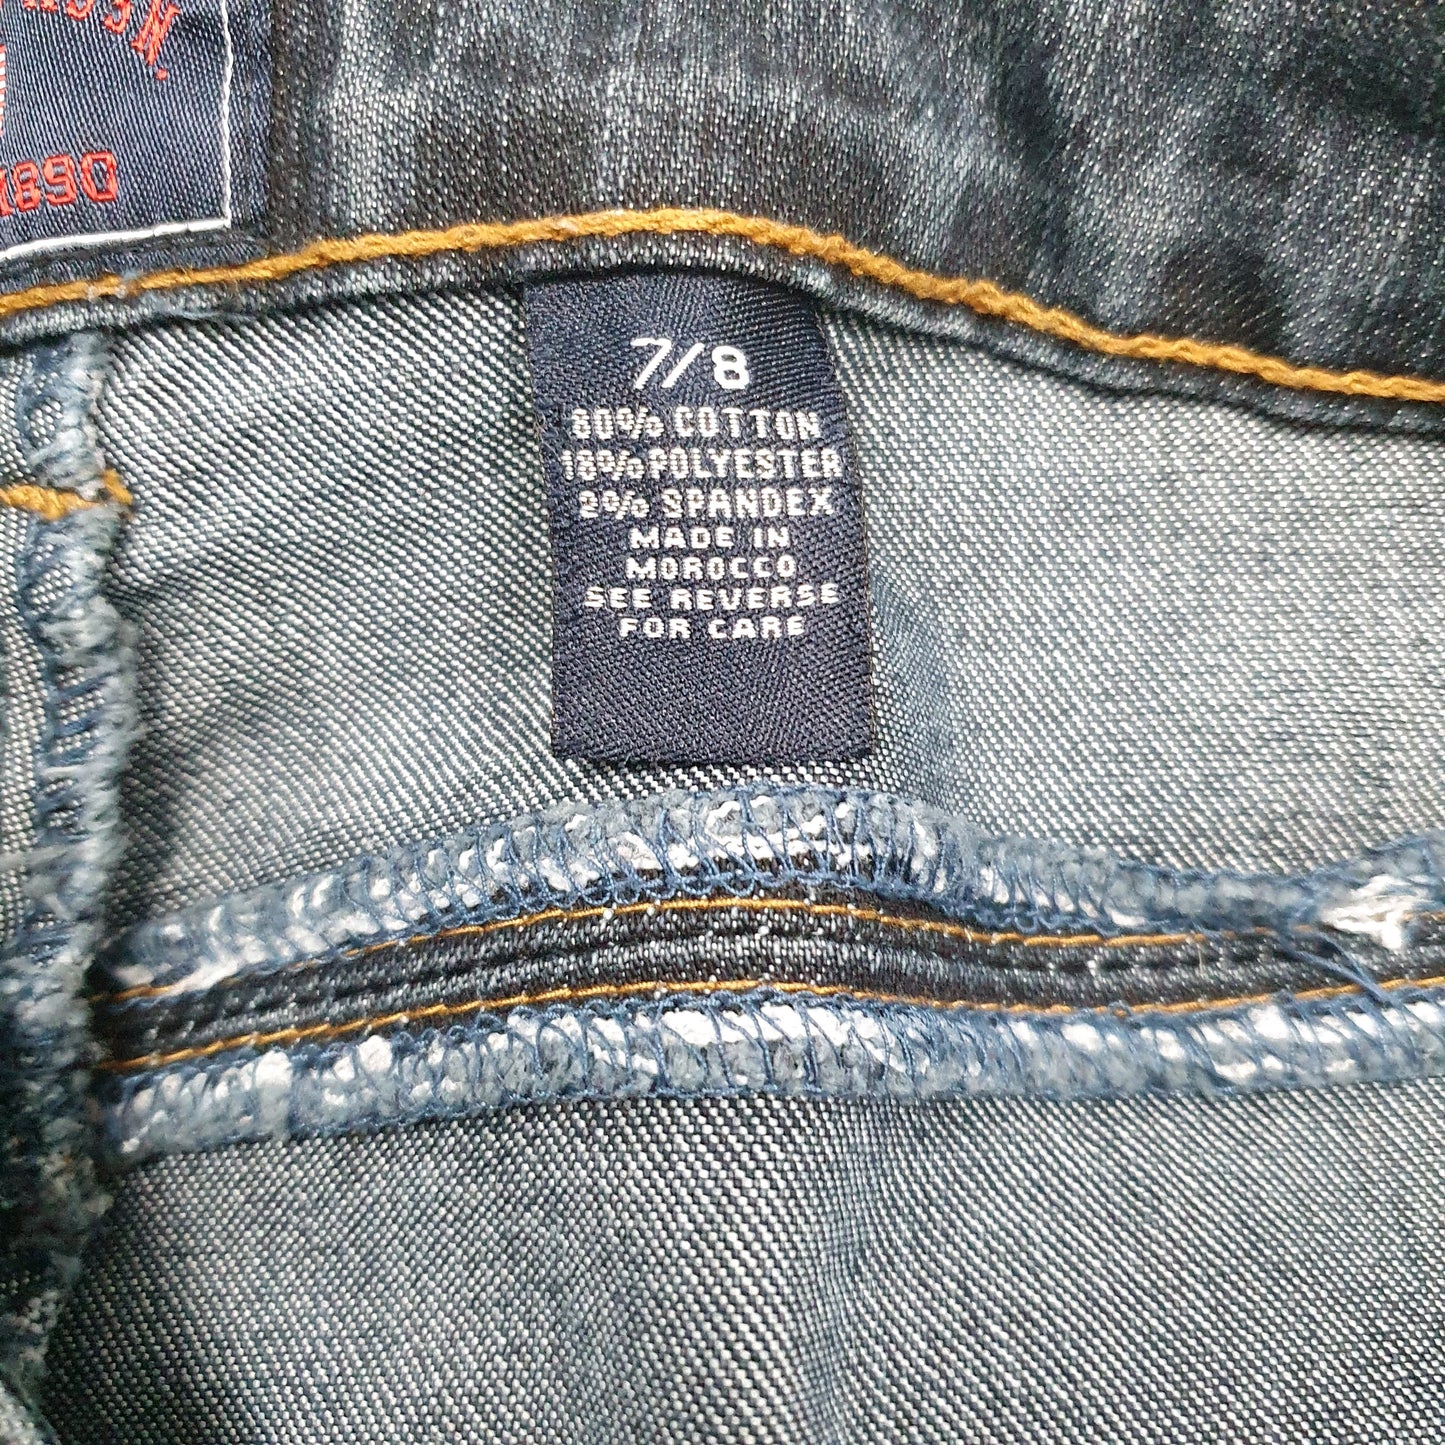 7/8
80% COTTON
18% POLYESTER
2% SPANDEX
MADE IN
MOROCCO
SEE REVERSE
FOR CARE